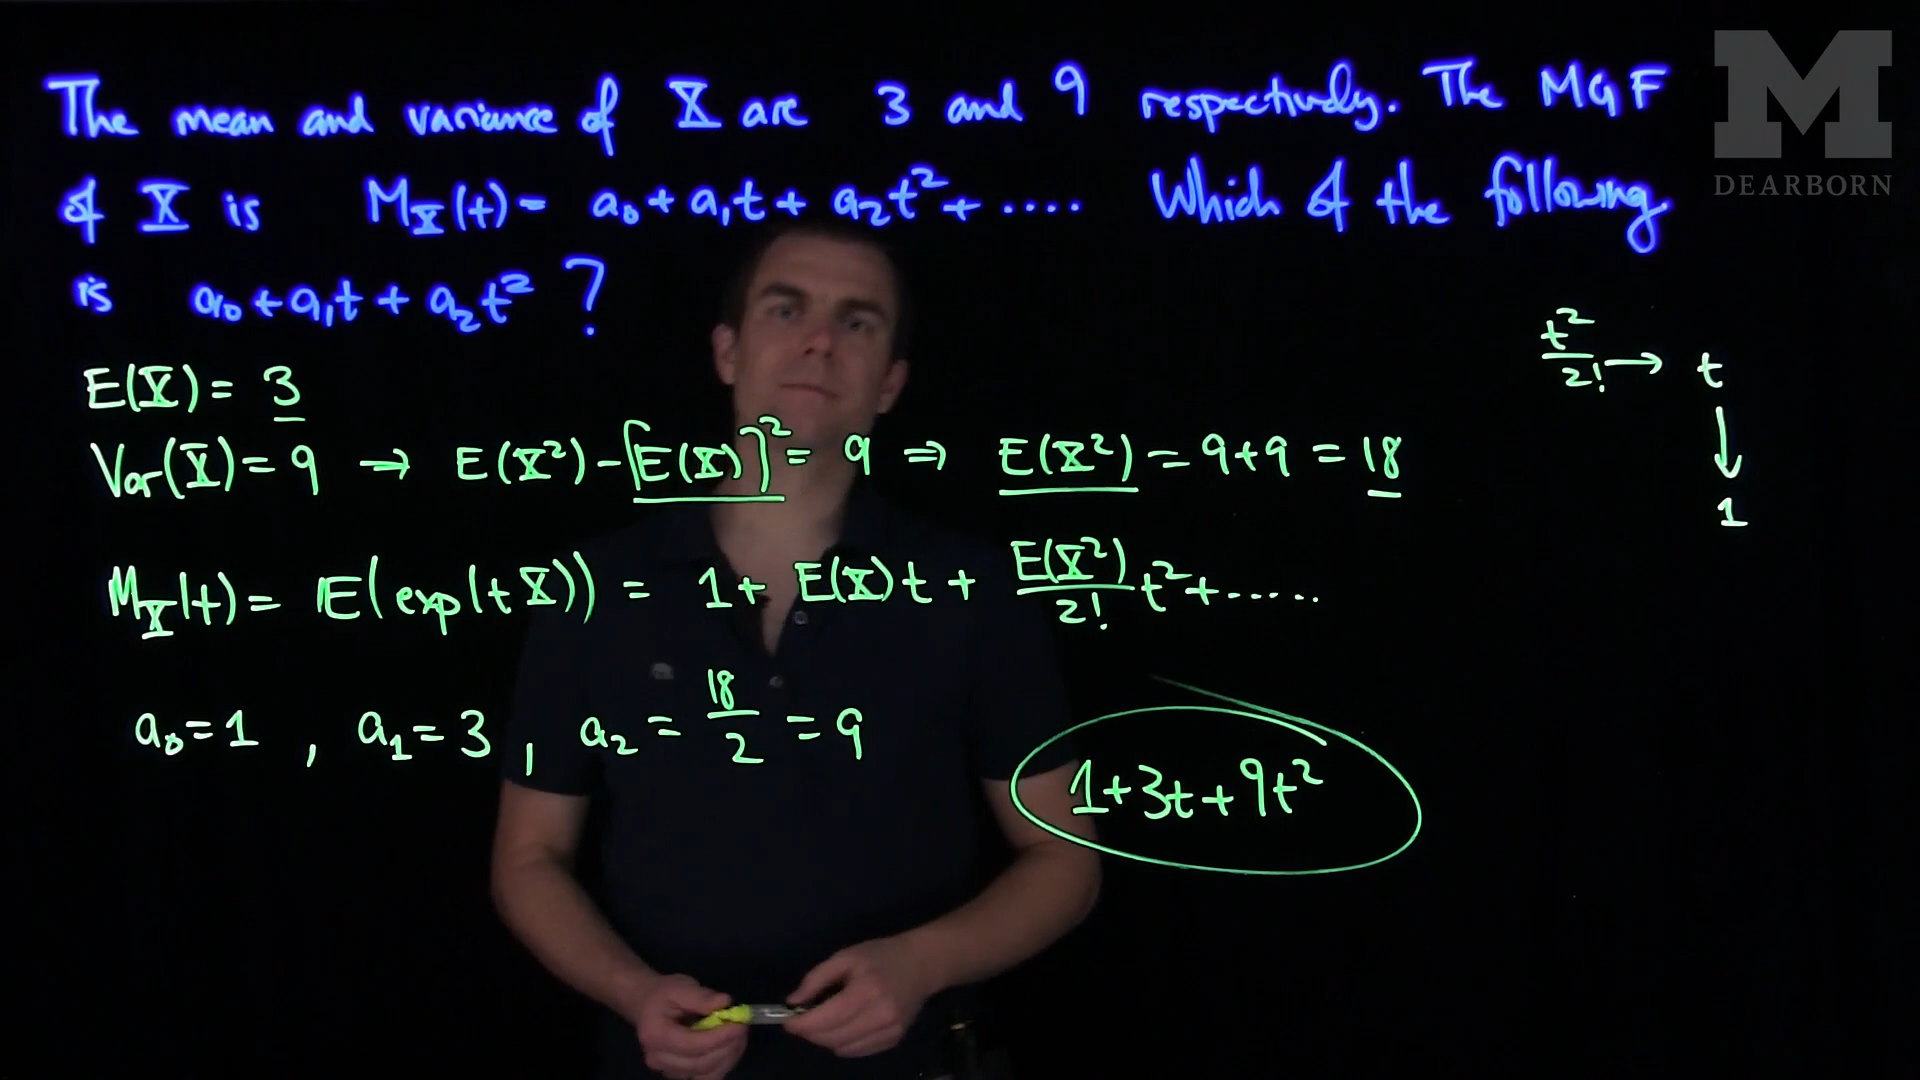 The mean and variance of X are 3 and 9 respectively. The MGF
of X is M_X(t) = a₀ + a₁t + a₂t² + .... Which of the following
is a₀ + a₁t + a₂t² ?
E(X) = 3
Var(X) = 9 → E(X²) - [E(X)]² = 9 ⇒ E(X²) = 9+9 = 18
M_X(t) = E(exp(tX)) = 1 + E(X)t + E(X²)/2! t² + .....
a₀ = 1 , a₁ = 3 , a₂ = 18/2 = 9
1+3t+9t²
t²/2! → t
↓
1
M
DEARBORN